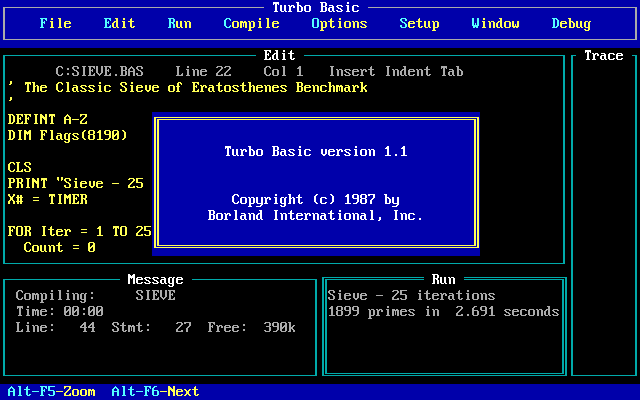 Turbo Basic
File Edit Run Compile Options Setup Window Debug
Edit
Trace
C:SIEVE.BAS Line 22 Col 1 Insert Indent Tab
' The Classic Sieve of Eratosthenes Benchmark
'
DEFINT A-Z
DIM Flags(8190)
CLS
PRINT "Sieve - 25
X# = TIMER
FOR Iter = 1 TO 25
Count = 0
Turbo Basic version 1.1
Copyright (c) 1987 by
Borland International, Inc.
Message
Compiling: SIEVE
Time: 00:00
Line: 44 Stmt: 27 Free: 390k
Run
Sieve - 25 iterations
1899 primes in 2.691 seconds
Alt-F5-Zoom Alt-F6-Next